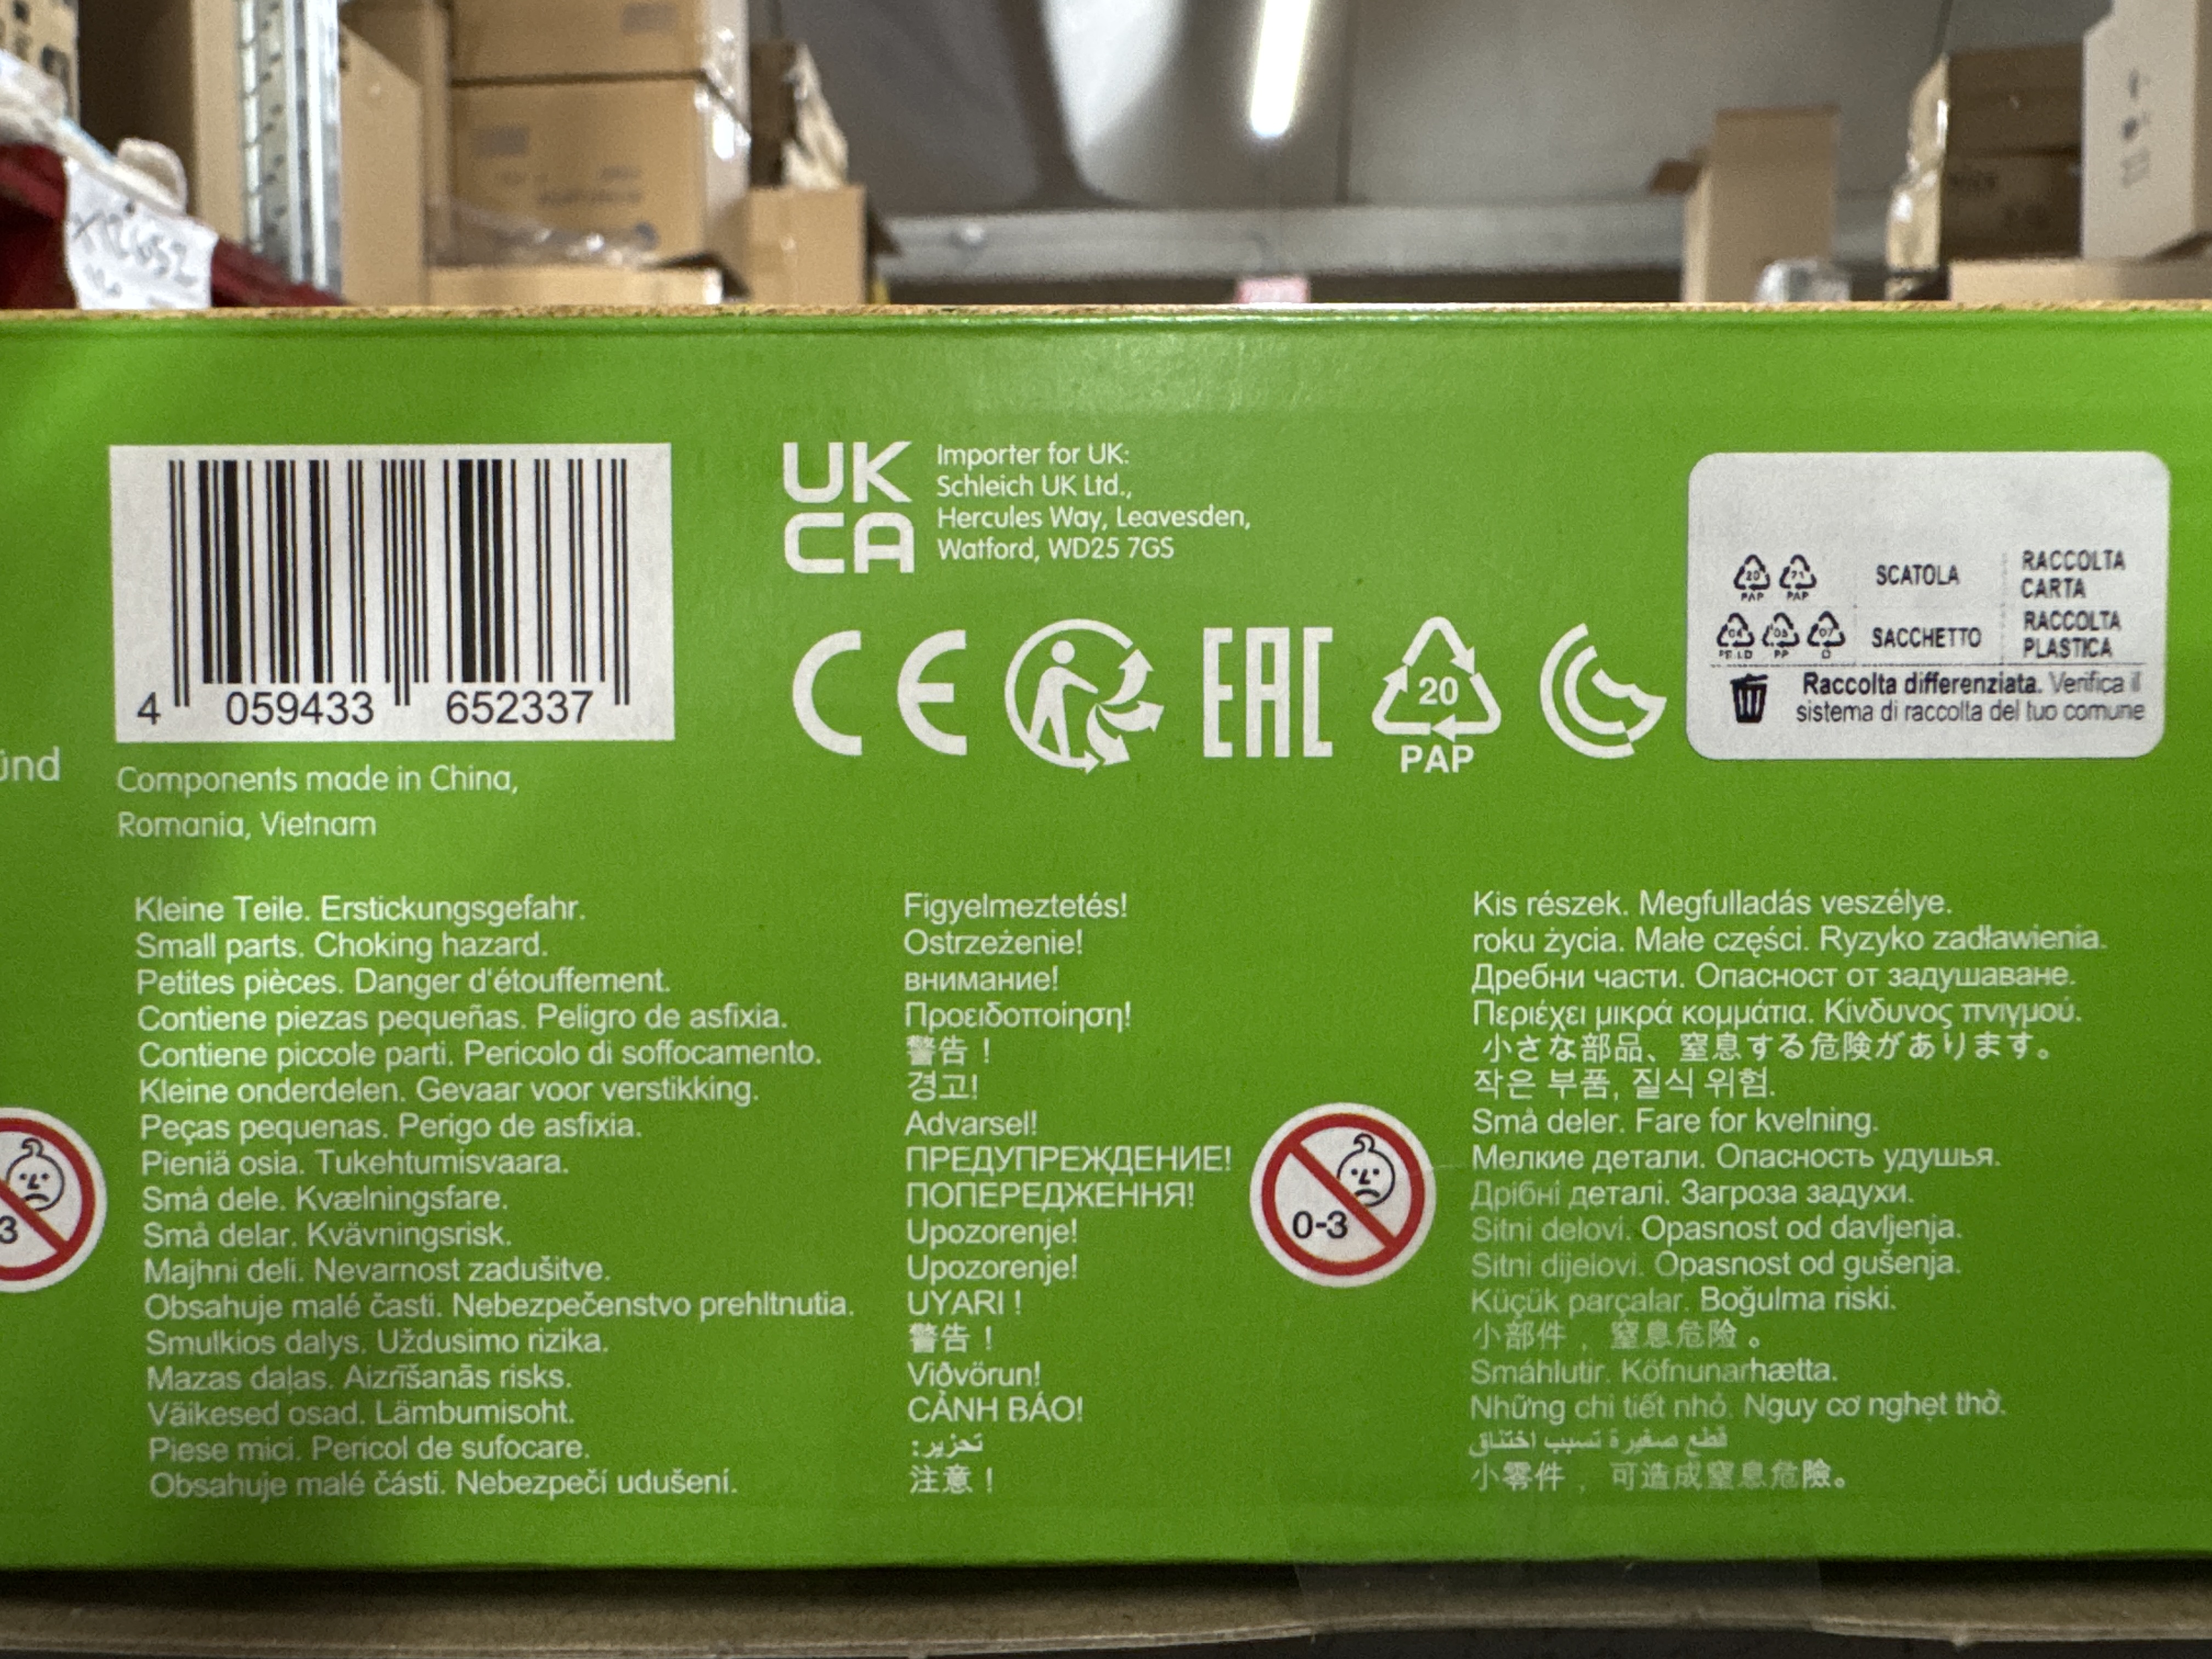 ünd
4 059433 652337
Components made in China,
Romania, Vietnam
UK
CA
Importer for UK:
Schleich UK Ltd.,
Hercules Way, Leavesden,
Watford, WD25 7GS
CE
EAC
20
PAP
20 71
PAP PAP
SCATOLA
RACCOLTA
CARTA
04 05 07
PP O
SACCHETTO
RACCOLTA
PLASTICA
Raccolta differenziata. Verifica il
sistema di raccolta del tuo comune
3
Kleine Teile. Erstickungsgefahr.
Small parts. Choking hazard.
Petites pièces. Danger d'étouffement.
Contiene piezas pequeñas. Peligro de asfixia.
Contiene piccole parti. Pericolo di soffocamento.
Kleine onderdelen. Gevaar voor verstikking.
Peças pequenas. Perigo de asfixia.
Pieniä osia. Tukehtumisvaara.
Små dele. Kvælningsfare.
Små delar. Kvävningsrisk.
Majhni deli. Nevarnost zadušitve.
Obsahuje malé časti. Nebezpečenstvo prehltnutia.
Smulkios dalys. Uždusimo rizika.
Mazas daļas. Aizrīšanās risks.
Väikesed osad. Lämbumisoht.
Piese mici. Pericol de sufocare.
Obsahuje malé části. Nebezpečí udušení.
Figyelmeztetés!
Ostrzeżenie!
внимание!
Προειδοποίηση!
警告！
경고!
Advarsel!
ПРЕДУПРЕЖДЕНИЕ!
ПОПЕРЕДЖЕННЯ!
Upozorenje!
Upozorenje!
UYARI !
警告！
Viðvörun!
CẢNH BÁO!
تحزير:
注意！
0-3
Kis részek. Megfulladás veszélye.
roku życia. Małe części. Ryzyko zadławienia.
Дребни части. Опасност от задушаване.
Περιέχει μικρά κομμάτια. Κίνδυνος πνιγμού.
小さな部品、窒息する危険があります。
작은 부품, 질식 위험.
Små deler. Fare for kvelning.
Мелкие детали. Опасность удушья.
Дрібні деталі. Загроза задухи.
Sitni delovi. Opasnost od davljenja.
Sitni dijelovi. Opasnost od gušenja.
Küçük parçalar. Boğulma riski.
小部件，窒息危险。
Smáhlutir. Köfnunarhætta.
Những chi tiết nhỏ. Nguy cơ nghẹt thở.
قطع صغيرة تسبب اختناق
小零件，可造成窒息危險。